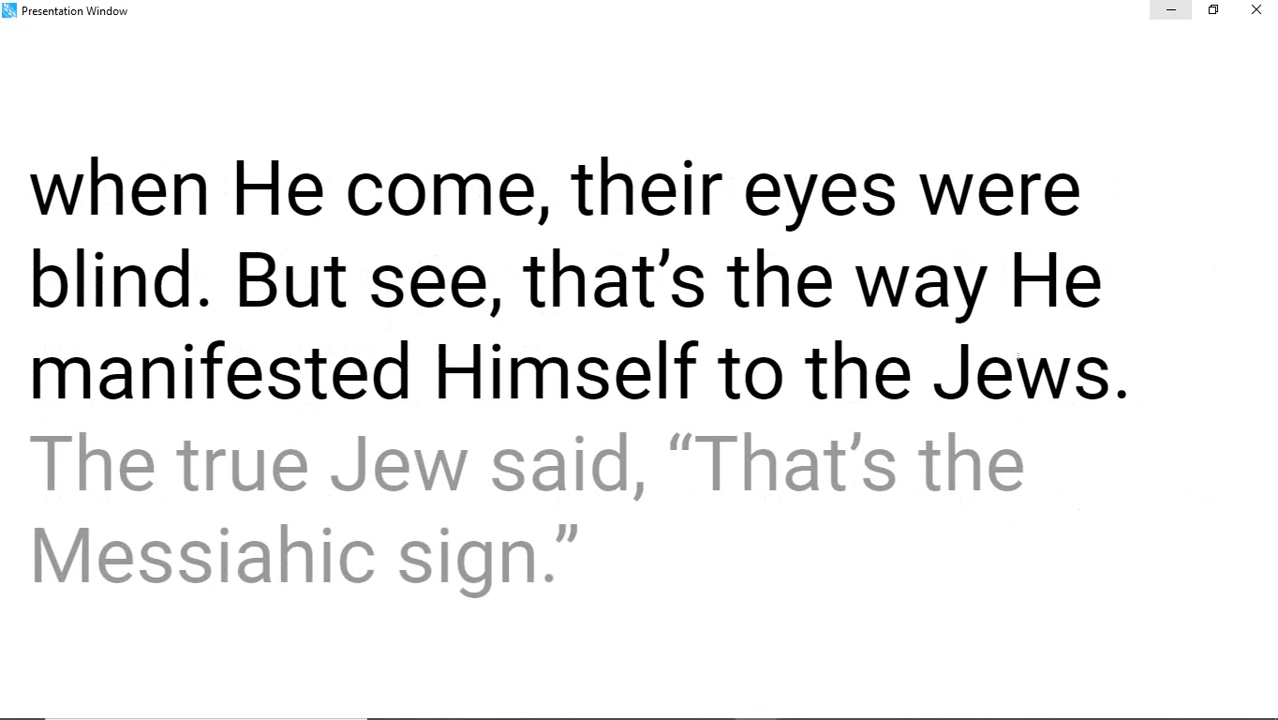 Presentation Window
when He come, their eyes were
blind. But see, that’s the way He
manifested Himself to the Jews.
The true Jew said, “That’s the
Messiahic sign.”